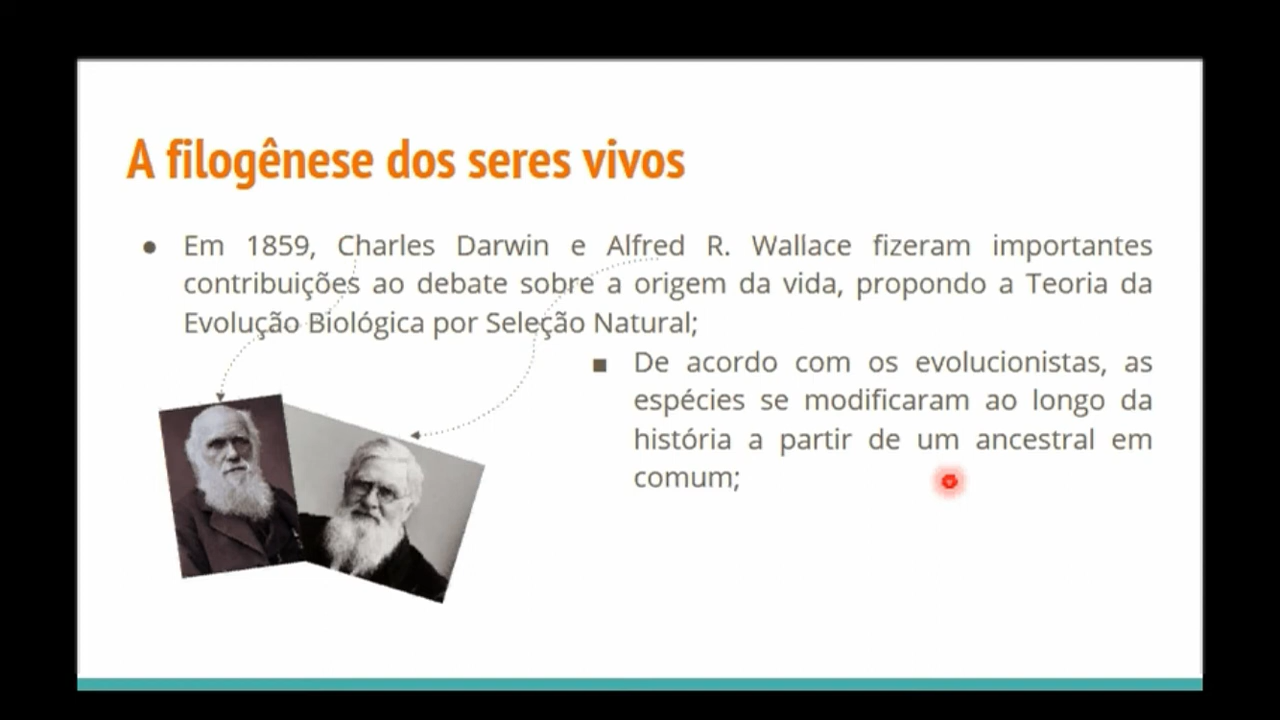 A filogênese dos seres vivos
● Em 1859, Charles Darwin e Alfred R. Wallace fizeram importantes
contribuições ao debate sobre a origem da vida, propondo a Teoria da
Evolução Biológica por Seleção Natural;
■ De acordo com os evolucionistas, as
espécies se modificaram ao longo da
história a partir de um ancestral em
comum;